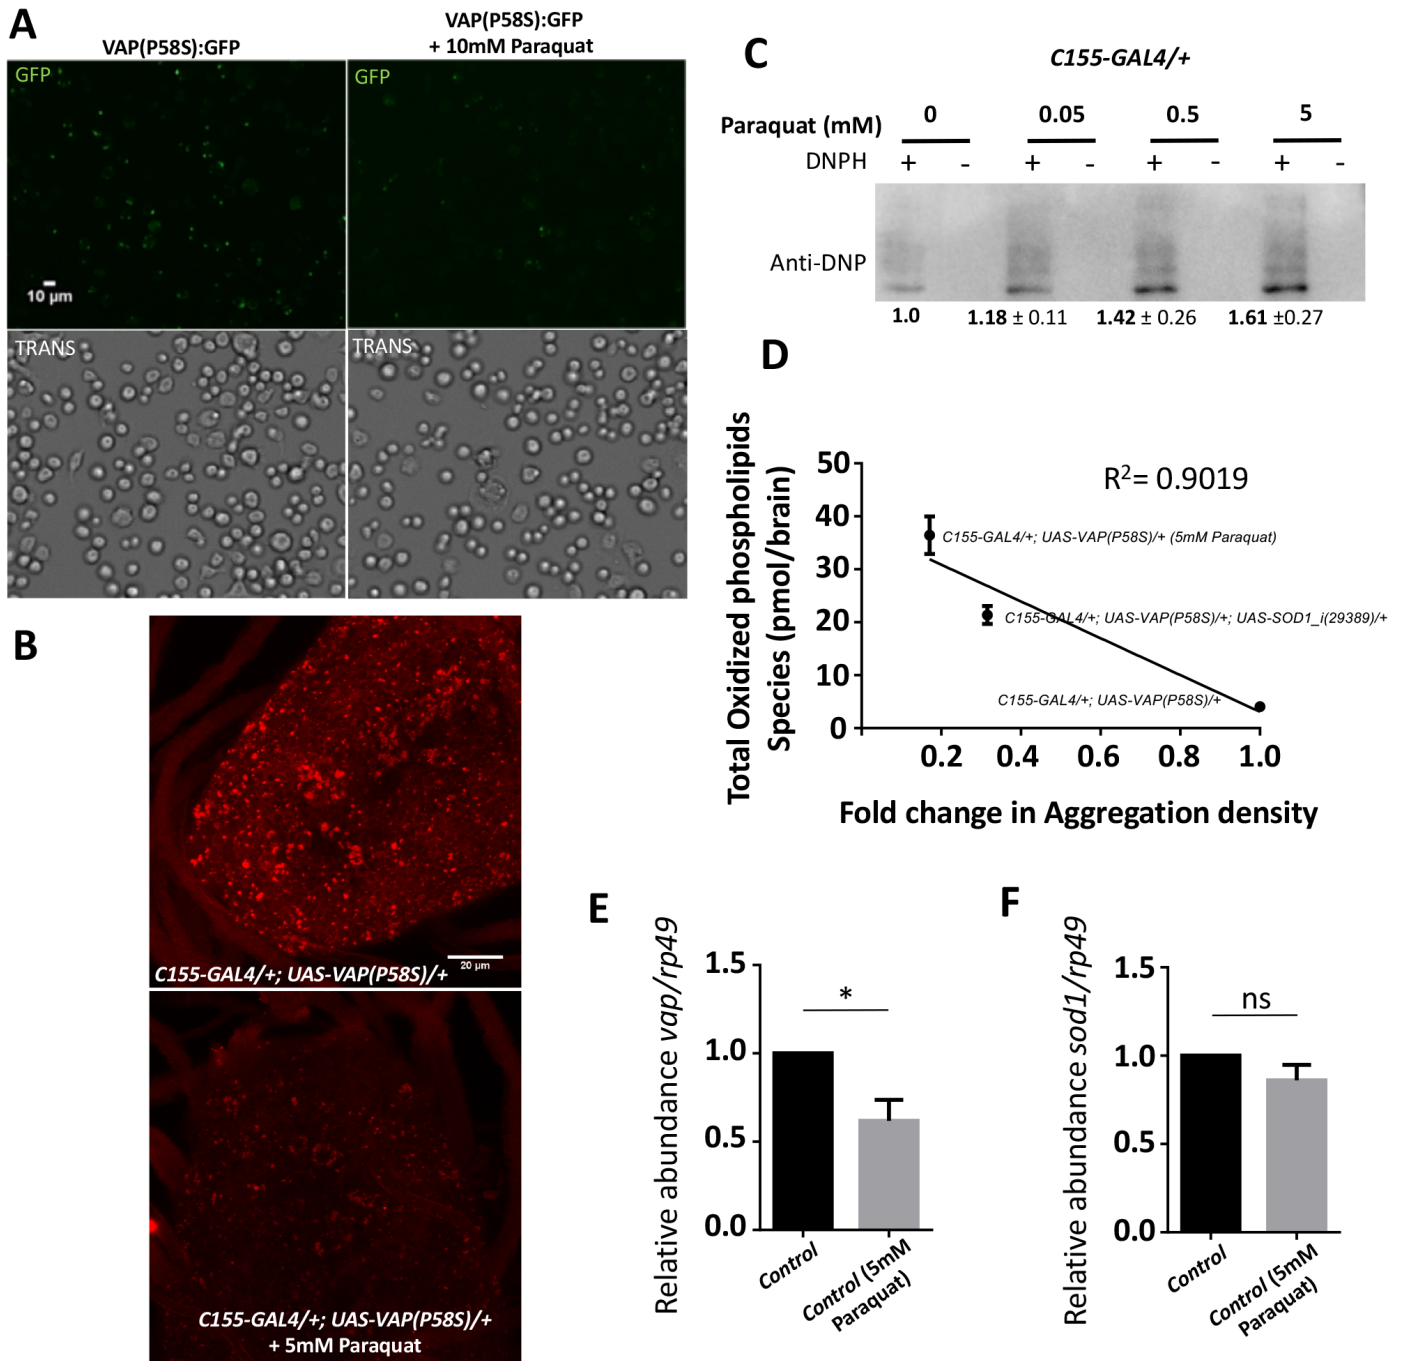 A
VAP(P58S):GFP
VAP(P58S):GFP
+ 10mM Paraquat
GFP
GFP
10 µm
TRANS
TRANS
B
C155-GAL4/+; UAS-VAP(P58S)/+
20 µm
C155-GAL4/+; UAS-VAP(P58S)/+
+ 5mM Paraquat
C
C155-GAL4/+
Paraquat (mM) 0 0.05 0.5 5
DNPH + - + - + - + -
Anti-DNP
1.0 1.18 ± 0.11 1.42 ± 0.26 1.61 ±0.27
D
Total Oxidized phospholipids
Species (pmol/brain)
50
40
30
20
10
0
R²= 0.9019
C155-GAL4/+; UAS-VAP(P58S)/+ (5mM Paraquat)
C155-GAL4/+; UAS-VAP(P58S)/+; UAS-SOD1_i(29389)/+
C155-GAL4/+; UAS-VAP(P58S)/+
0.2 0.4 0.6 0.8 1.0
Fold change in Aggregation density
E
Relative abundance vap/rp49
1.5
1.0
0.5
0.0
*
Control
Control (5mM
Paraquat)
F
Relative abundance sod1/rp49
1.5
1.0
0.5
0.0
ns
Control
Control (5mM
Paraquat)